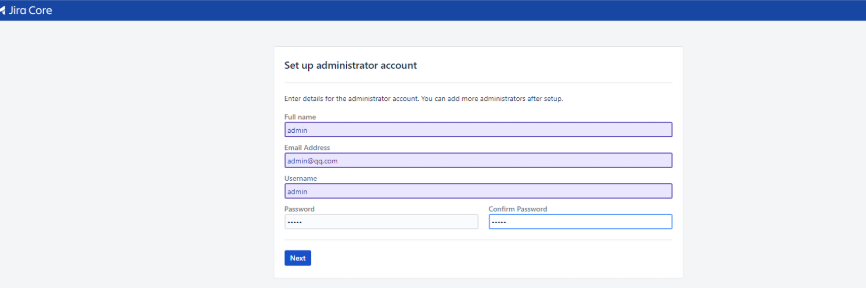 Jira Core
Set up administrator account
Enter details for the administrator account. You can add more administrators after setup.
Full name
admin
Email Address
admin@qq.com
Username
admin
Password Confirm Password
••••• •••••
Next